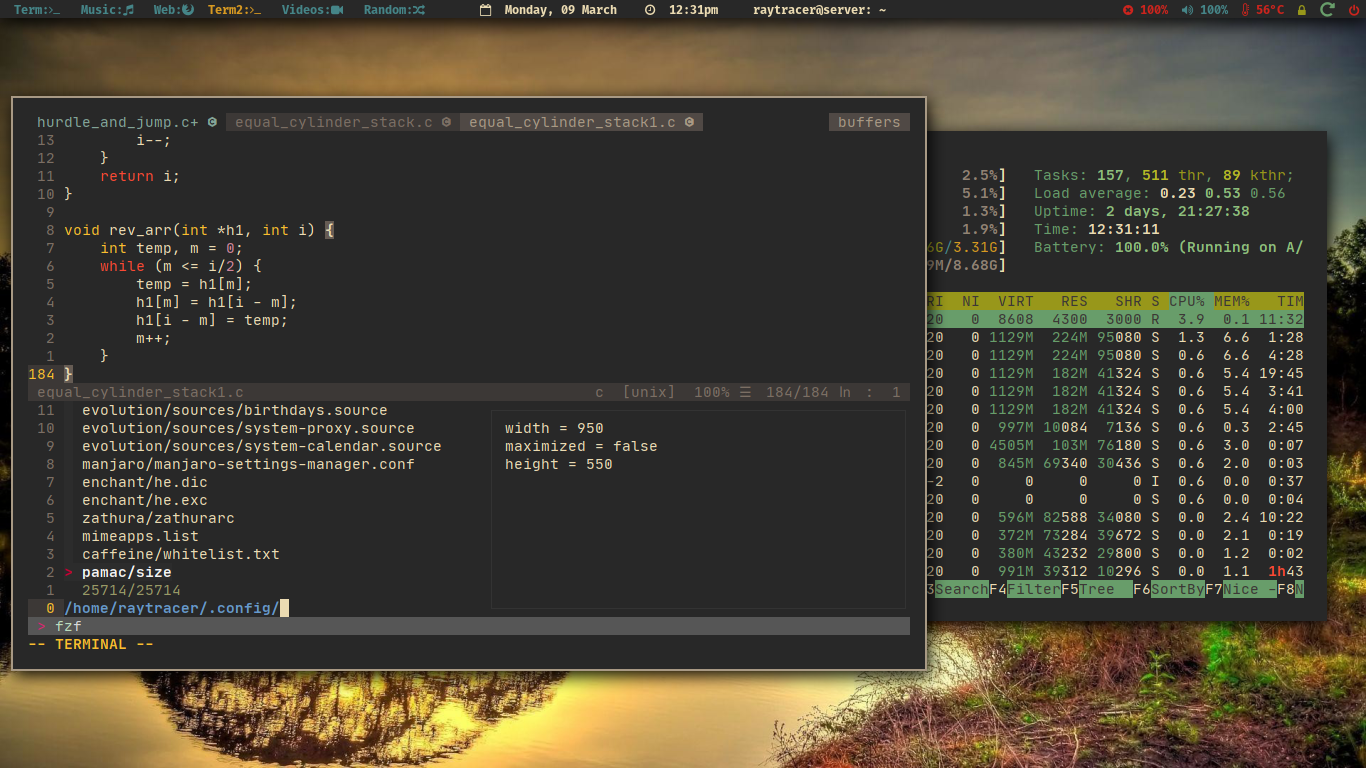 Term:>_ Music: Web: Term2:>_ Videos: Random: Monday, 09 March 12:31pm raytracer@server: ~ 100% 100% 56°C
hurdle_and_jump.c+ equal_cylinder_stack.c equal_cylinder_stack1.c buffers
13 i--;
12 }
11 return i;
10 }
9
8 void rev_arr(int *h1, int i) {
7 int temp, m = 0;
6 while (m <= i/2) {
5 temp = h1[m];
4 h1[m] = h1[i - m];
3 h1[i - m] = temp;
2 m++;
1 }
184 }
equal_cylinder_stack1.c c [unix] 100% ☰ 184/184 ln : 1
11 evolution/sources/birthdays.source
10 evolution/sources/system-proxy.source
9 evolution/sources/system-calendar.source
8 manjaro/manjaro-settings-manager.conf
7 enchant/he.dic
6 enchant/he.exc
5 zathura/zathurarc
4 mimeapps.list
3 caffeine/whitelist.txt
2 > pamac/size
1 25714/25714
0 /home/raytracer/.config/
> fzf
-- TERMINAL --
width = 950
maximized = false
height = 550
2.5%] Tasks: 157, 511 thr, 89 kthr;
5.1%] Load average: 0.23 0.53 0.56
1.3%] Uptime: 2 days, 21:27:38
1.9%] Time: 12:31:11
6G/3.31G] Battery: 100.0% (Running on A/
9M/8.68G]
RI NI VIRT RES SHR S CPU% MEM% TIM
20 0 8608 4300 3000 R 3.9 0.1 11:32
20 0 1129M 224M 95080 S 1.3 6.6 1:28
20 0 1129M 224M 95080 S 0.6 6.6 4:28
20 0 1129M 182M 41324 S 0.6 5.4 19:45
20 0 1129M 182M 41324 S 0.6 5.4 3:41
20 0 1129M 182M 41324 S 0.6 5.4 4:00
20 0 997M 10084 7136 S 0.6 0.3 2:45
20 0 4505M 103M 76180 S 0.6 3.0 0:07
20 0 845M 69340 30436 S 0.6 2.0 0:03
-2 0 0 0 0 I 0.6 0.0 0:37
20 0 0 0 0 S 0.6 0.0 0:04
20 0 596M 82588 34080 S 0.0 2.4 10:22
20 0 372M 73284 39672 S 0.0 2.1 0:19
20 0 380M 43232 29800 S 0.0 1.2 0:02
20 0 991M 39312 10296 S 0.0 1.1 1h43
3Search F4Filter F5Tree F6SortBy F7Nice -F8N